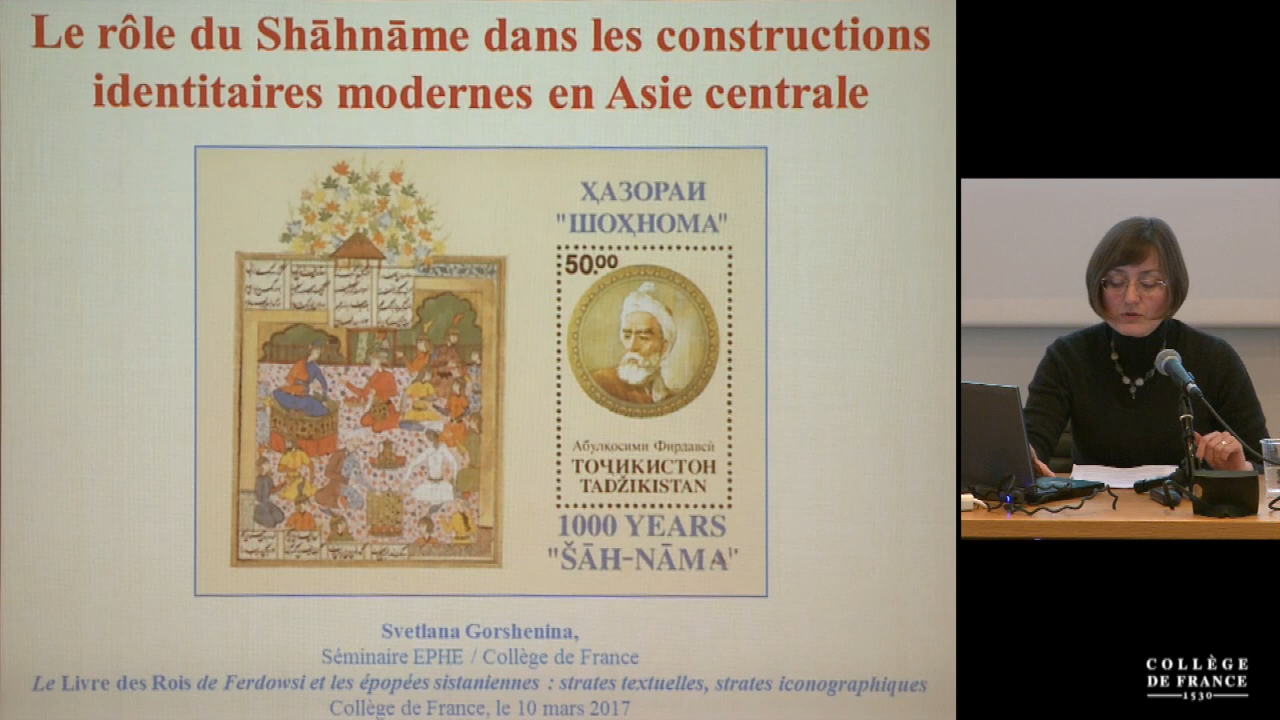 Le rôle du Shāhnāme dans les constructions
identitaires modernes en Asie centrale
ҲАЗОРАИ
"ШОҲНОМА"
50.00
Абулкосими Фирдавсӣ
ТОҶИКИСТОН
TADŽIKISTAN
1000 YEARS
"ŠĀH-NĀMA"
Svetlana Gorshenina,
Séminaire EPHE / Collège de France
Le Livre des Rois de Ferdowsi et les épopées sistaniennes : strates textuelles, strates iconographiques
Collège de France, le 10 mars 2017
COLLÈGE
DE FRANCE
1530